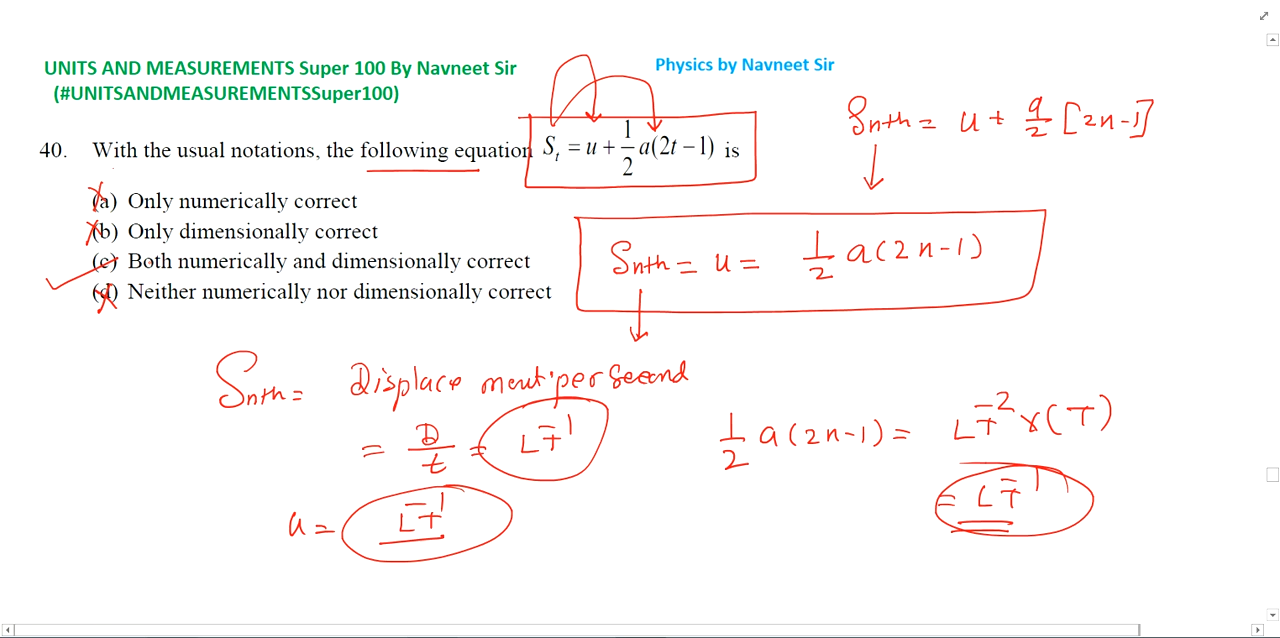 UNITS AND MEASUREMENTS Super 100 By Navneet Sir
(#UNITSANDMEASUREMENTSSuper100)
Physics by Navneet Sir
Snth = u + a/2 [2n-1]
40. With the usual notations, the following equation S_t = u + 1/2 a(2t − 1) is
(a) Only numerically correct
(b) Only dimensionally correct
(c) Both numerically and dimensionally correct
(d) Neither numerically nor dimensionally correct
Snth = u = 1/2 a(2n-1)
Snth = Displacement per second
= D/t = LT^-1
u = LT^-1
1/2 a(2n-1) = LT^-2 x (T)
= LT^-1